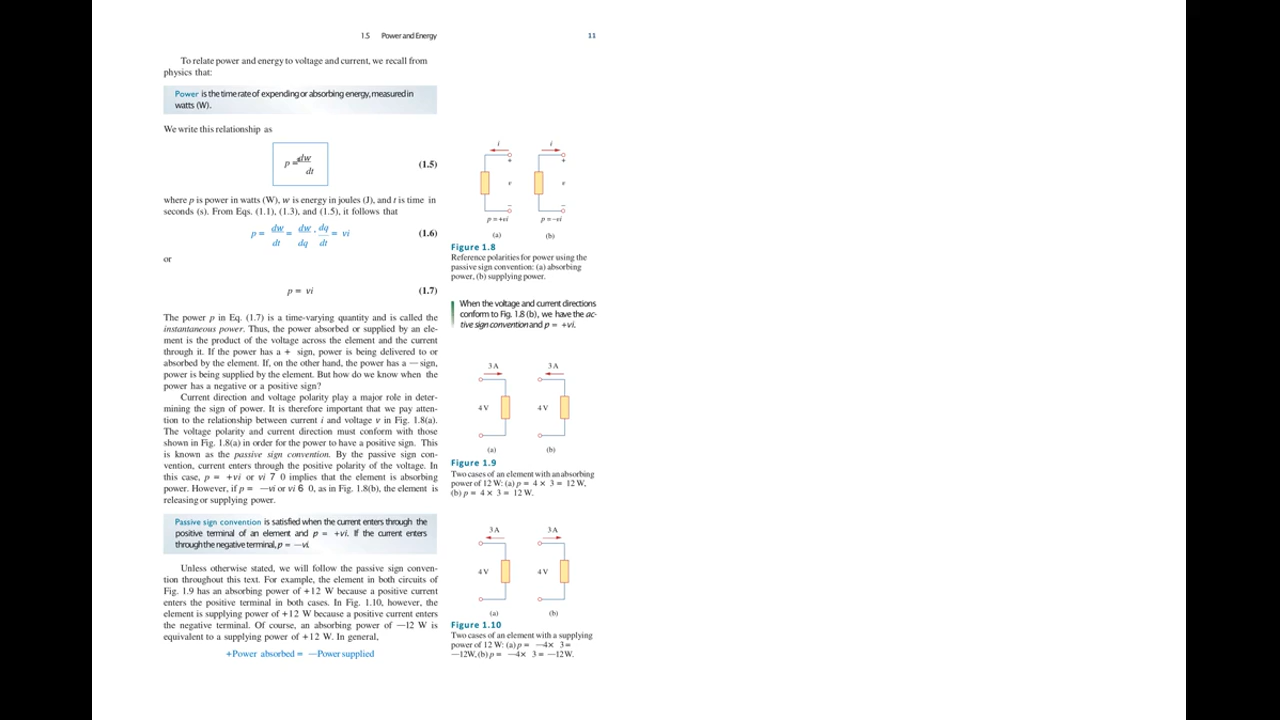 1.5 Power and Energy
11
To relate power and energy to voltage and current, we recall from
physics that:
Power is the time rate of expending or absorbing energy, measured in
watts (W).
We write this relationship as
p = dw
dt
(1.5)
where p is power in watts (W), w is energy in joules (J), and t is time in
seconds (s). From Eqs. (1.1), (1.3), and (1.5), it follows that
p = dw = dw · dq = vi
dt dq dt
(1.6)
or
p = vi
(1.7)
The power p in Eq. (1.7) is a time-varying quantity and is called the
instantaneous power. Thus, the power absorbed or supplied by an ele-
ment is the product of the voltage across the element and the current
through it. If the power has a + sign, power is being delivered to or
absorbed by the element. If, on the other hand, the power has a — sign,
power is being supplied by the element. But how do we know when the
power has a negative or a positive sign?
Current direction and voltage polarity play a major role in deter-
mining the sign of power. It is therefore important that we pay atten-
tion to the relationship between current i and voltage v in Fig. 1.8(a).
The voltage polarity and current direction must conform with those
shown in Fig. 1.8(a) in order for the power to have a positive sign. This
is known as the passive sign convention. By the passive sign con-
vention, current enters through the positive polarity of the voltage. In
this case, p = +vi or vi 7 0 implies that the element is absorbing
power. However, if p = —vi or vi 6 0, as in Fig. 1.8(b), the element is
releasing or supplying power.
Passive sign convention is satisfied when the current enters through the
positive terminal of an element and p = +vi. If the current enters
through the negative terminal, p = —vi.
Unless otherwise stated, we will follow the passive sign conven-
tion throughout this text. For example, the element in both circuits of
Fig. 1.9 has an absorbing power of +12 W because a positive current
enters the positive terminal in both cases. In Fig. 1.10, however, the
element is supplying power of +12 W because a positive current enters
the negative terminal. Of course, an absorbing power of —12 W is
equivalent to a supplying power of +12 W. In general,
+Power absorbed = —Power supplied
i i
+ +
v v
− −
p = +vi p = −vi
(a) (b)
Figure 1.8
Reference polarities for power using the
passive sign convention: (a) absorbing
power, (b) supplying power.
When the voltage and current directions
conform to Fig. 1.8 (b), we have the ac-
tive sign convention and p = +vi.
3 A 3 A
4 V 4 V
(a) (b)
Figure 1.9
Two cases of an element with an absorbing
power of 12 W: (a) p = 4 × 3 = 12 W,
(b) p = 4 × 3 = 12 W.
3 A 3 A
4 V 4 V
(a) (b)
Figure 1.10
Two cases of an element with a supplying
power of 12 W: (a) p = —4× 3 =
—12W, (b) p = —4× 3 = —12W.